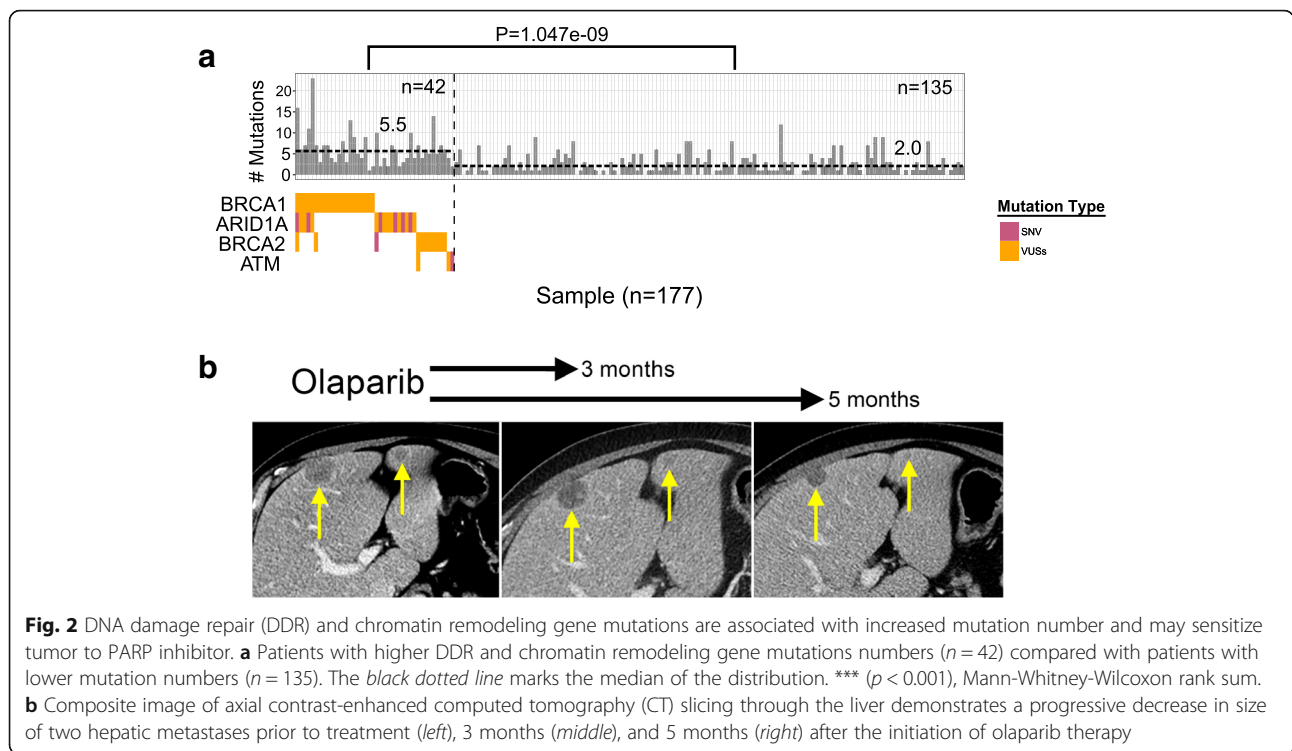 a
P=1.047e-09
# Mutations
20
15
10
5
0
n=42
5.5
n=135
2.0
BRCA1
ARID1A
BRCA2
ATM
Mutation Type
SNV
VUSs
Sample (n=177)
b
Olaparib
3 months
5 months
Fig. 2 DNA damage repair (DDR) and chromatin remodeling gene mutations are associated with increased mutation number and may sensitize
tumor to PARP inhibitor. a Patients with higher DDR and chromatin remodeling gene mutations numbers (n = 42) compared with patients with
lower mutation numbers (n = 135). The black dotted line marks the median of the distribution. *** (p < 0.001), Mann-Whitney-Wilcoxon rank sum.
b Composite image of axial contrast-enhanced computed tomography (CT) slicing through the liver demonstrates a progressive decrease in size
of two hepatic metastases prior to treatment (left), 3 months (middle), and 5 months (right) after the initiation of olaparib therapy